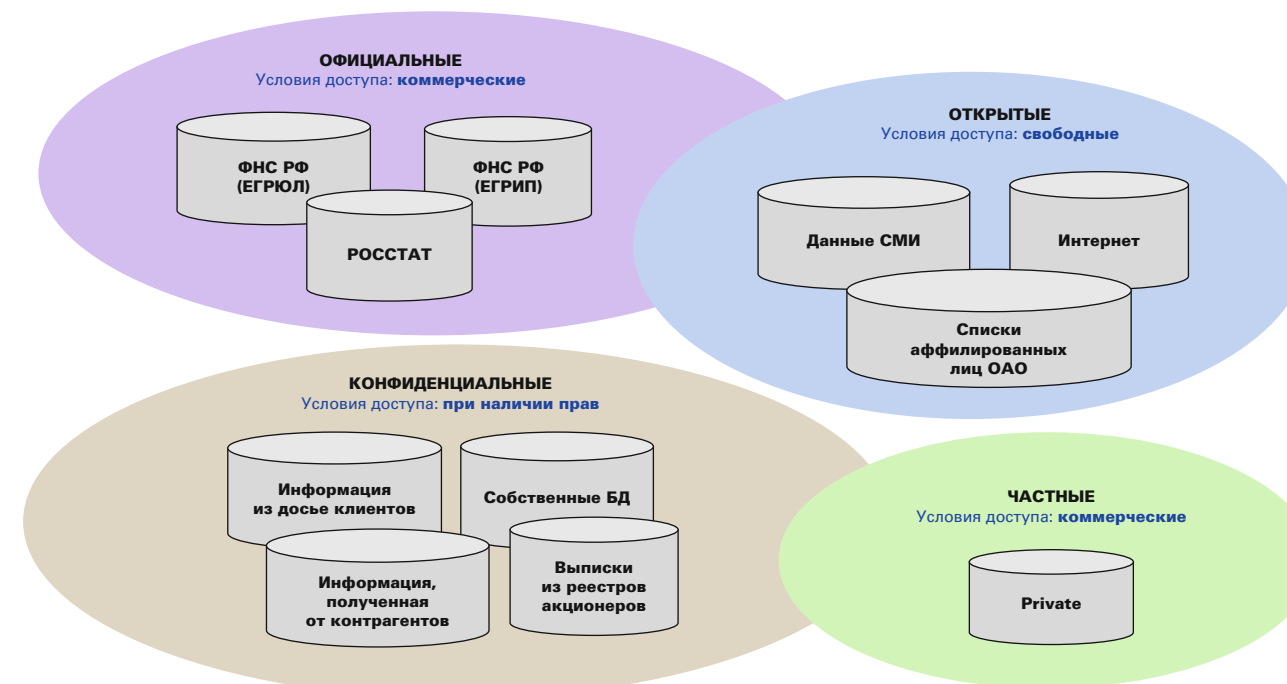 ОФИЦИАЛЬНЫЕ
Условия доступа: коммерческие
ФНС РФ
(ЕГРЮЛ)
ФНС РФ
(ЕГРИП)
РОССТАТ
ОТКРЫТЫЕ
Условия доступа: свободные
Данные СМИ
Интернет
Списки
аффилированных
лиц ОАО
КОНФИДЕНЦИАЛЬНЫЕ
Условия доступа: при наличии прав
Информация
из досье клиентов
Собственные БД
Информация,
полученная
от контрагентов
Выписки
из реестров
акционеров
ЧАСТНЫЕ
Условия доступа: коммерческие
Private